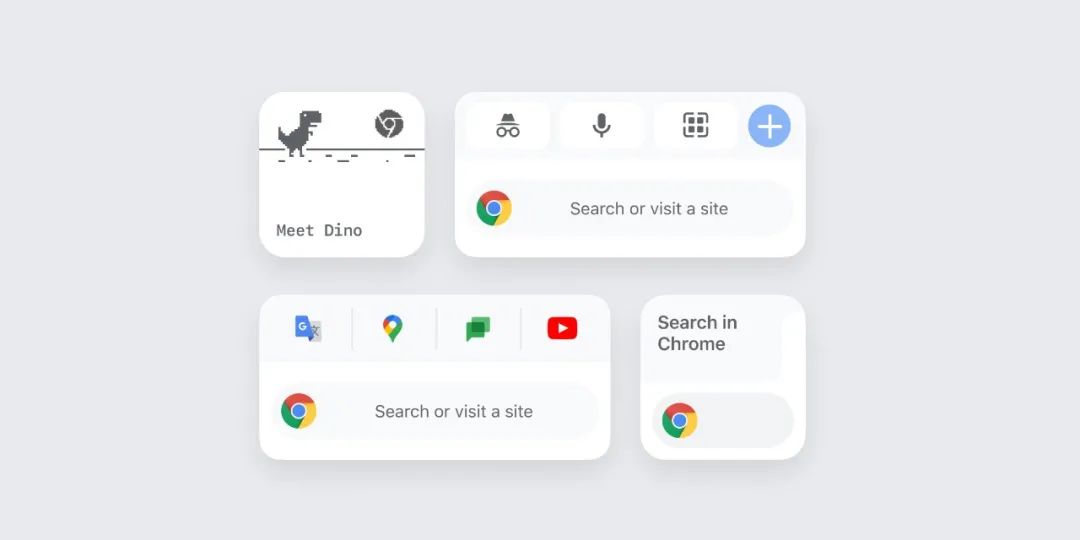 Meet Dino
Search or visit a site
Search or visit a site
Search in
Chrome